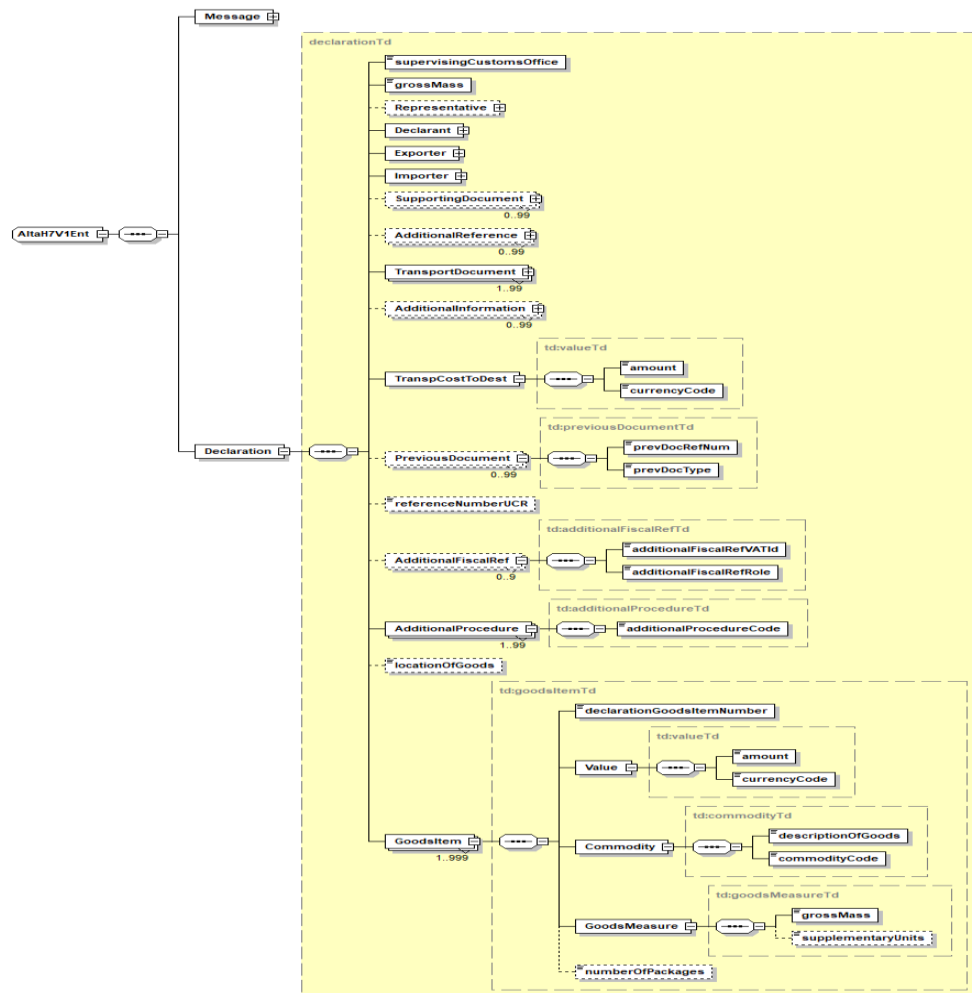 Message
declarationTd
supervisingCustomsOffice
grossMass
Representative
Declarant
Exporter
Importer
SupportingDocument
0..99
AltaH7V1Ent
AdditionalReference
0..99
TransportDocument
1..99
AdditionalInformation
0..99
td:valueTd
amount
TranspCostToDest
currencyCode
td:previousDocumentTd
prevDocRefNum
Declaration
PreviousDocument
0..99
prevDocType
referenceNumberUCR
td:additionalFiscalRefTd
additionalFiscalRefVATId
AdditionalFiscalRef
0..9
additionalFiscalRefRole
td:additionalProcedureTd
AdditionalProcedure
1..99
additionalProcedureCode
locationOfGoods
td:goodsItemTd
declarationGoodsItemNumber
td:valueTd
amount
Value
currencyCode
td:commodityTd
descriptionOfGoods
GoodsItem
1..999
Commodity
commodityCode
td:goodsMeasureTd
grossMass
GoodsMeasure
supplementaryUnits
numberOfPackages